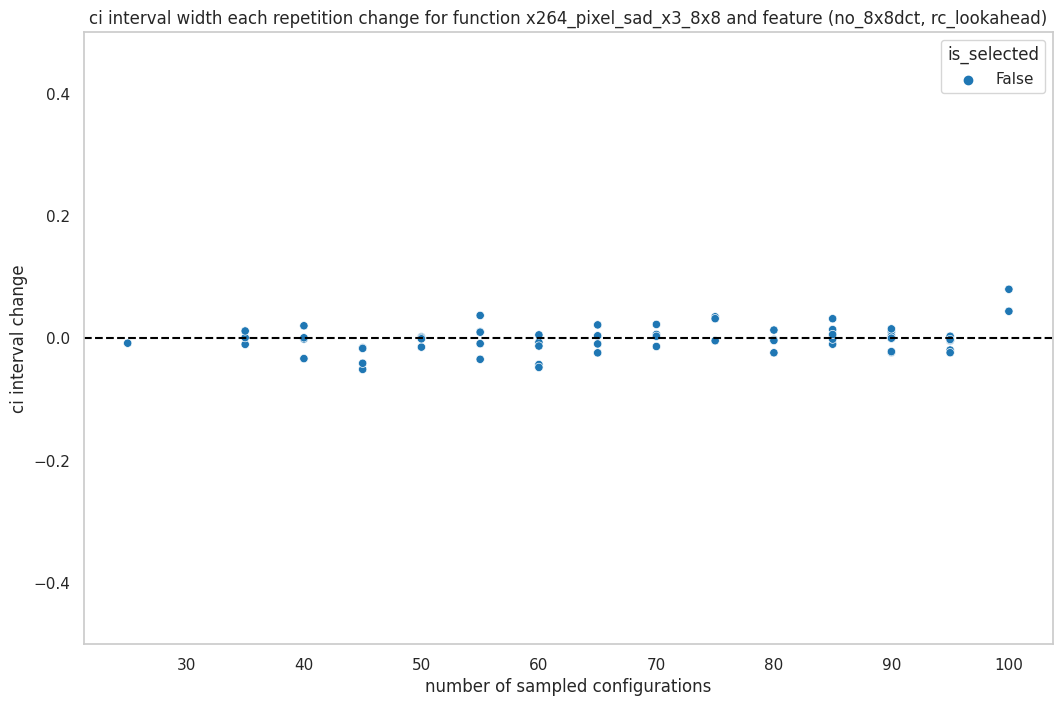 ci interval width each repetition change for function x264_pixel_sad_x3_8x8 and feature (no_8x8dct, rc_lookahead)
is_selected
False
0.4
0.2
0.0
−0.2
−0.4
ci interval change
30 40 50 60 70 80 90 100
number of sampled configurations